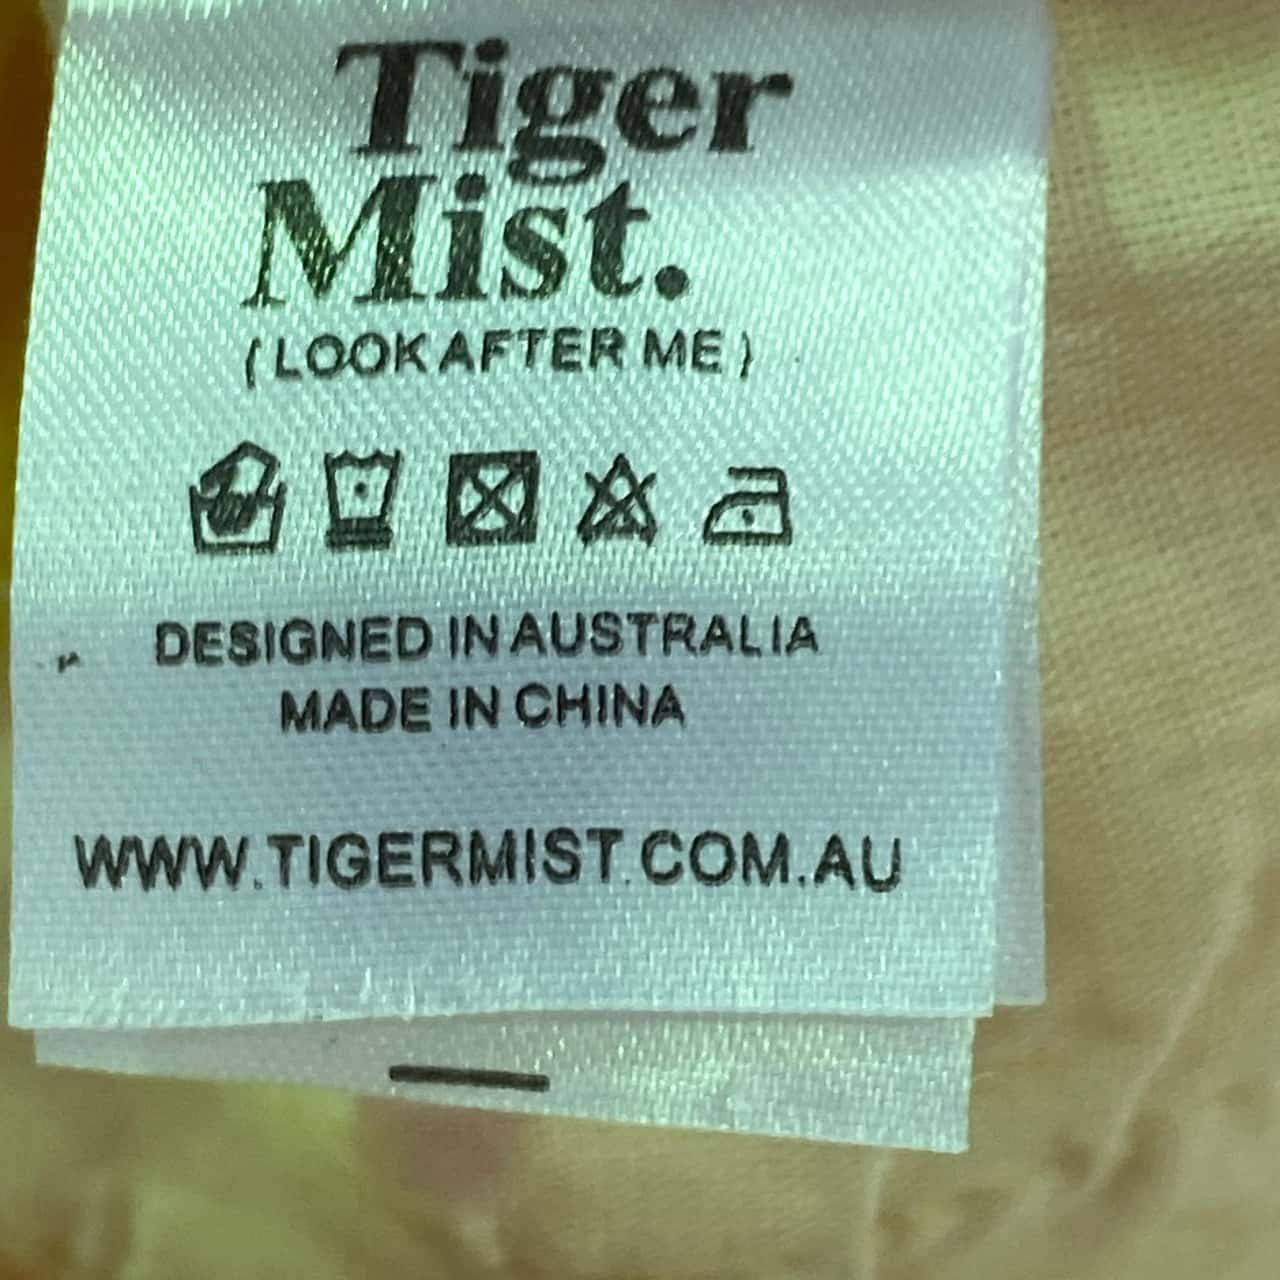 Tiger
Mist.
( LOOK AFTER ME )
DESIGNED IN AUSTRALIA
MADE IN CHINA
WWW.TIGERMIST.COM.AU